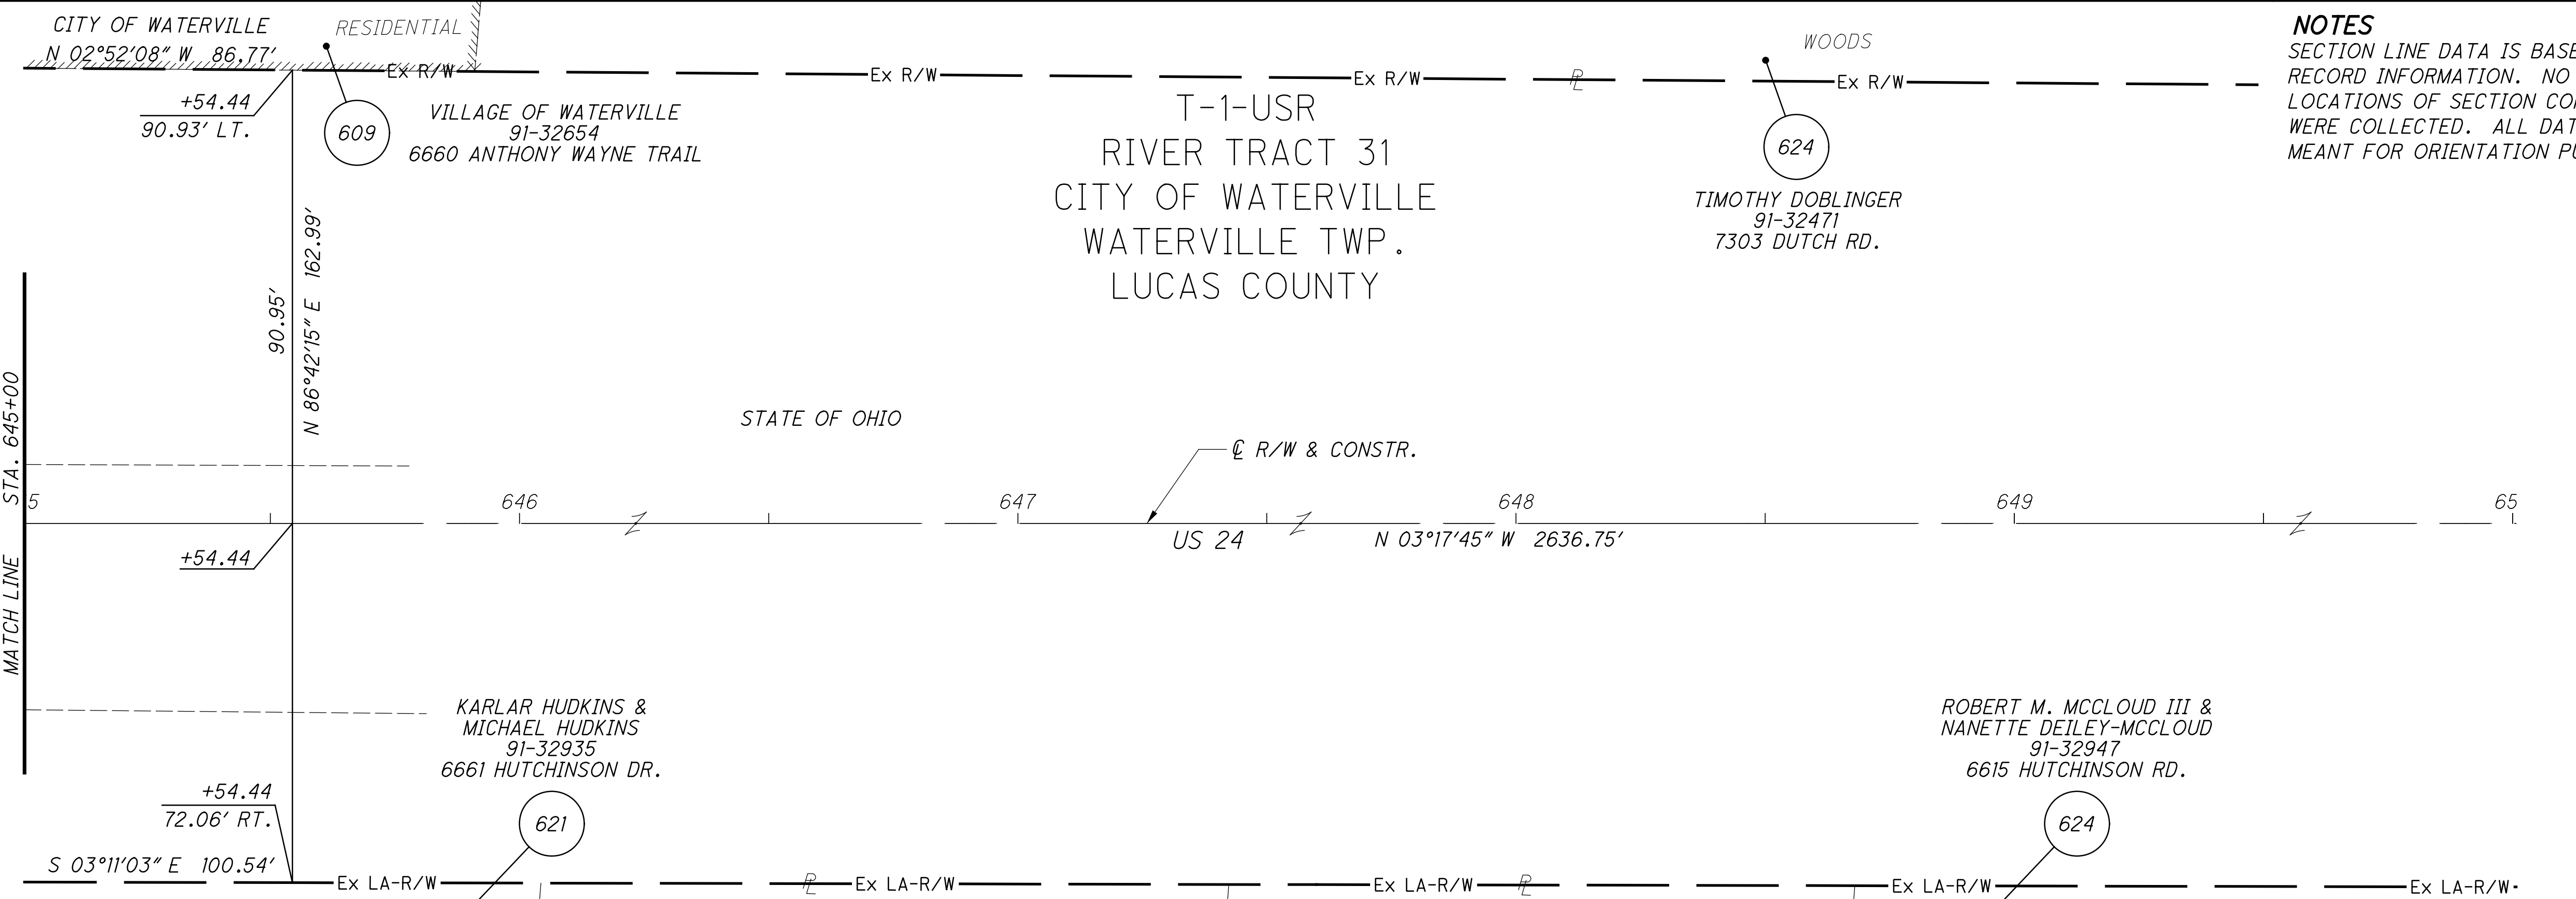 CITY OF WATERVILLE
N 02°52'08" W 86.77'
RESIDENTIAL
Ex R/W
Ex R/W
Ex R/W
Ex R/W
WOODS
+54.44
90.93' LT.
609
VILLAGE OF WATERVILLE
91-32654
6660 ANTHONY WAYNE TRAIL
T-1-USR
RIVER TRACT 31
CITY OF WATERVILLE
WATERVILLE TWP.
LUCAS COUNTY
624
TIMOTHY DOBLINGER
91-32471
7303 DUTCH RD.
NOTES
SECTION LINE DATA IS BASE
RECORD INFORMATION. NO
LOCATIONS OF SECTION
WERE COLLECTED. ALL DAT
MEANT FOR ORIENTATION
90.95'
N 86°42'15" E 162.99'
MATCH LINE STA. 645+00
STATE OF OHIO
℄ R/W & CONSTR.
5
646
647
648
649
65
+54.44
US 24
N 03°17'45" W 2636.75'
KARLAR HUDKINS &
MICHAEL HUDKINS
91-32935
6661 HUTCHINSON DR.
621
ROBERT M. MCCLOUD III &
NANETTE DEILEY-MCCLOUD
91-32947
6615 HUTCHINSON RD.
624
+54.44
72.06' RT.
S 03°11'03" E 100.54'
Ex LA-R/W
Ex LA-R/W
Ex LA-R/W
Ex LA-R/W
Ex LA-R/W